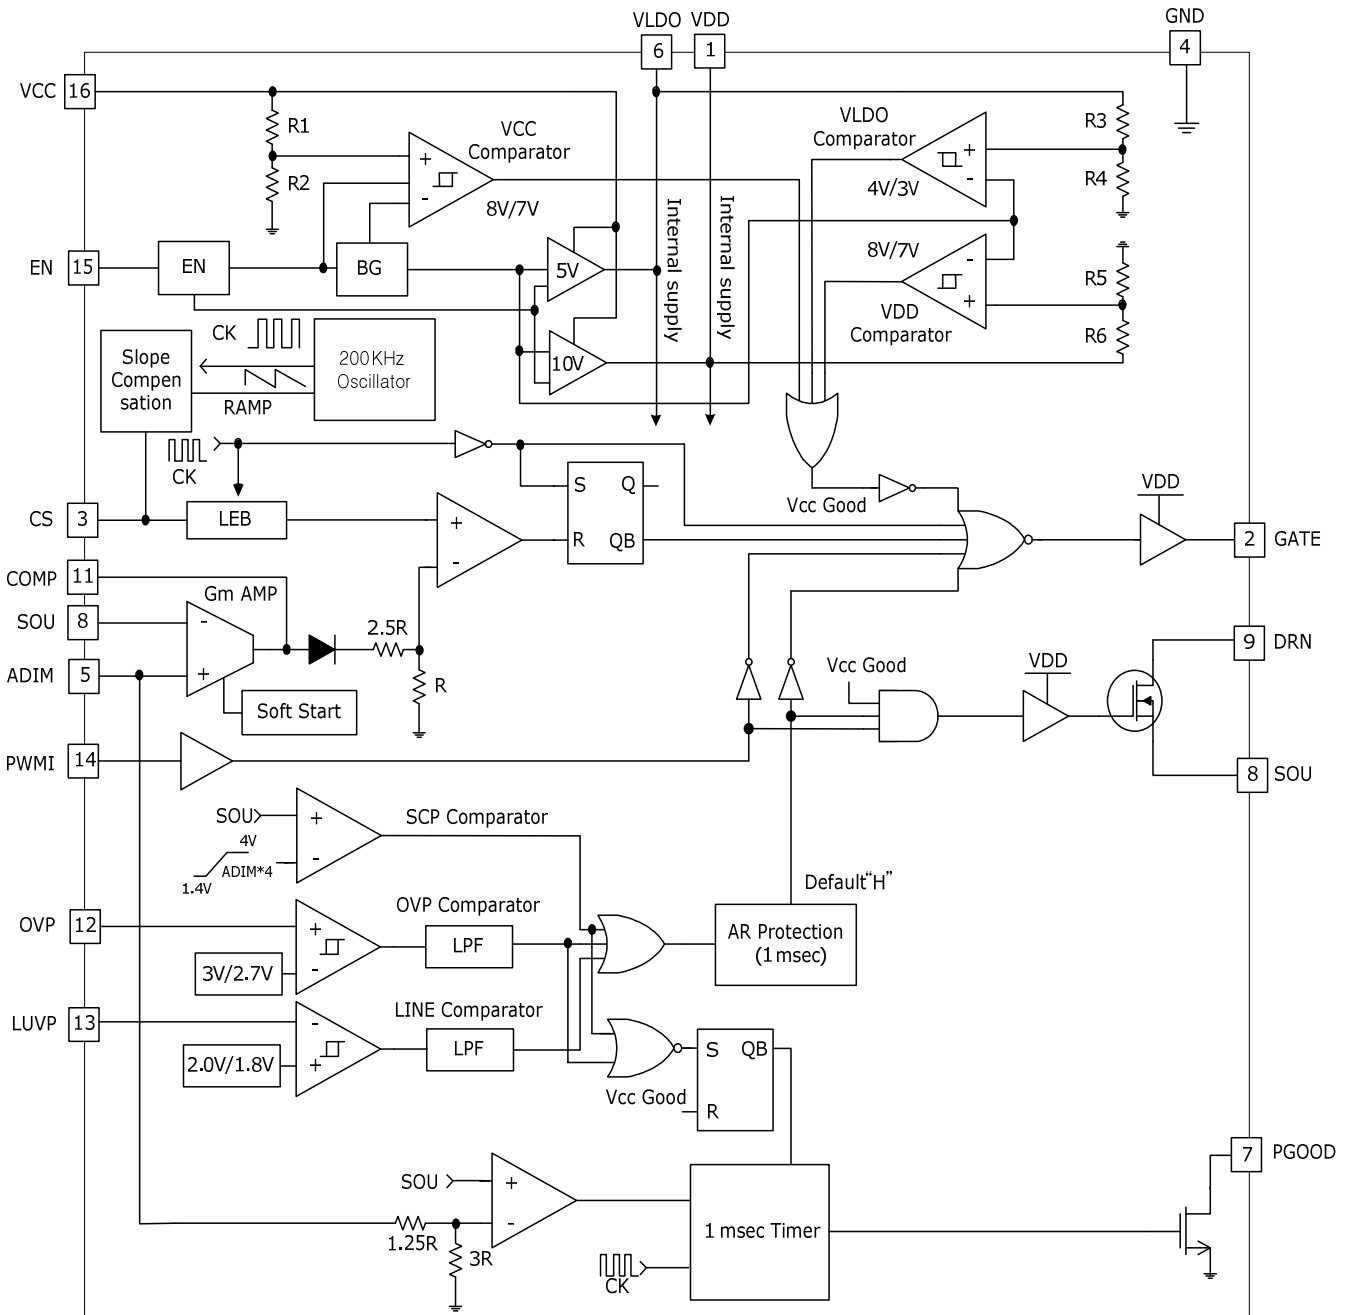 VLDO
VDD
GND
6
1
4
VCC
16
R1
VCC
Comparator
VLDO
Comparator
R3
+
+
R2
-
-
R4
8V/7V
4V/3V
Internal supply
Internal supply
8V/7V
EN
15
EN
BG
5V
-
+
R5
VDD
Comparator
R6
CK
Slope
Compen
sation
200KHz
Oscillator
10V
RAMP
CK
S
Q
Vcc Good
VDD
CS
3
LEB
+
-
R
QB
2
GATE
COMP
11
Gm AMP
SOU
8
-
2.5R
9
DRN
ADIM
5
+
R
Vcc Good
VDD
Soft Start
PWMI
14
8
SOU
SOU
+
SCP Comparator
4V
-
ADIM*4
1.4V
Default"H"
OVP
12
OVP Comparator
+
LPF
AR Protection
(1msec)
3V/2.7V
-
LINE Comparator
LUVP
13
-
LPF
S
QB
2.0V/1.8V
+
Vcc Good
R
7
PGOOD
SOU
+
-
1.25R
3R
1msec Timer
CK